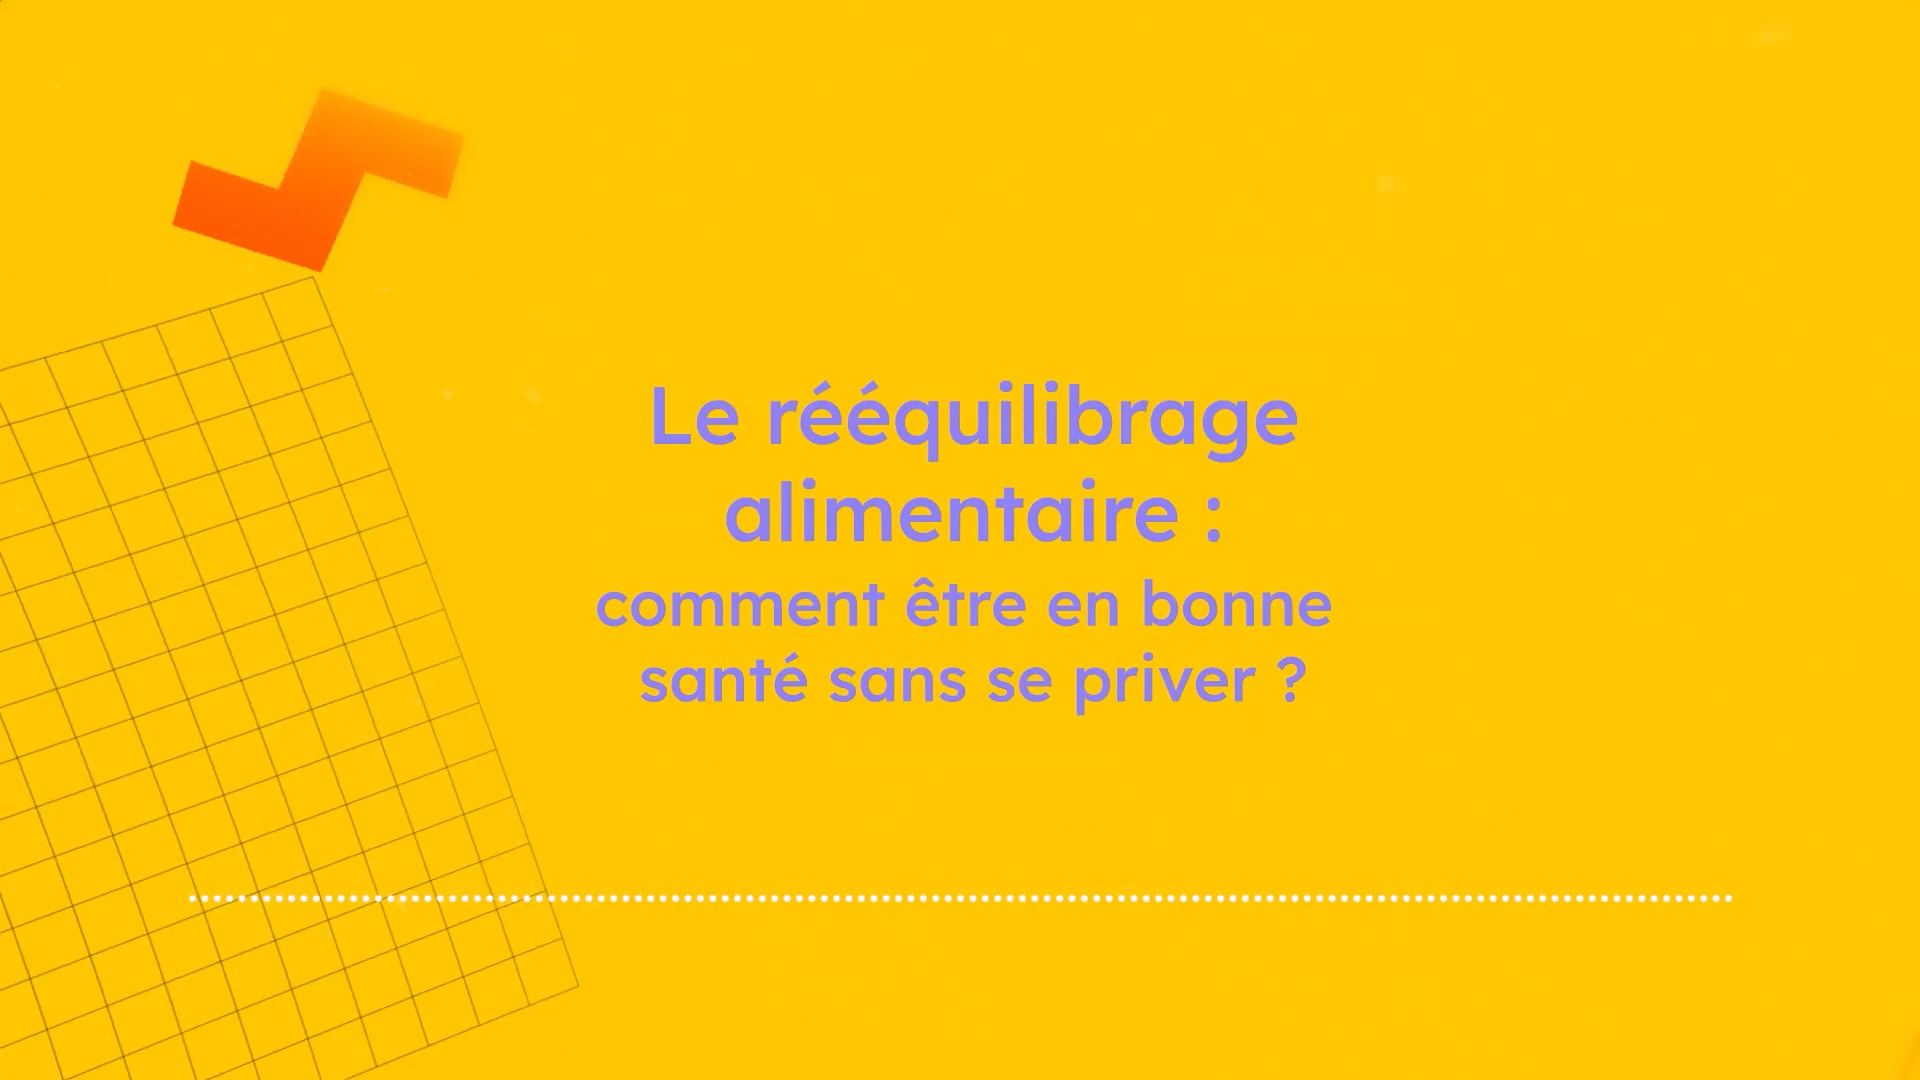 Le rééquilibrage
alimentaire :
comment être en bonne
santé sans se priver ?